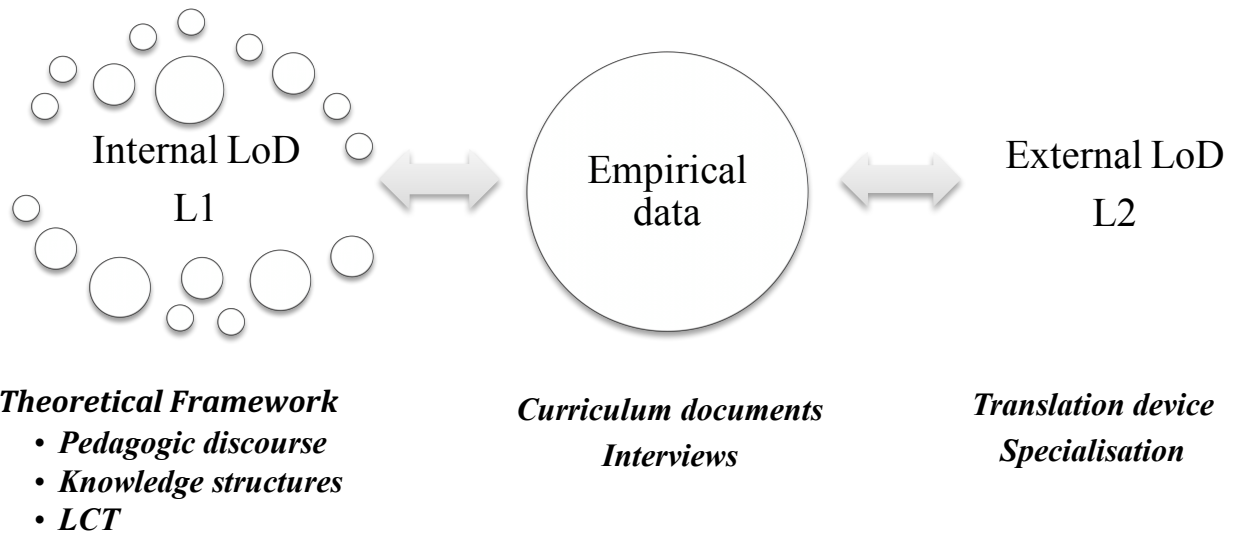 Internal LoD
L1
Empirical
data
External LoD
L2
Theoretical Framework
• Pedagogic discourse
• Knowledge structures
• LCT
Curriculum documents
Interviews
Translation device
Specialisation